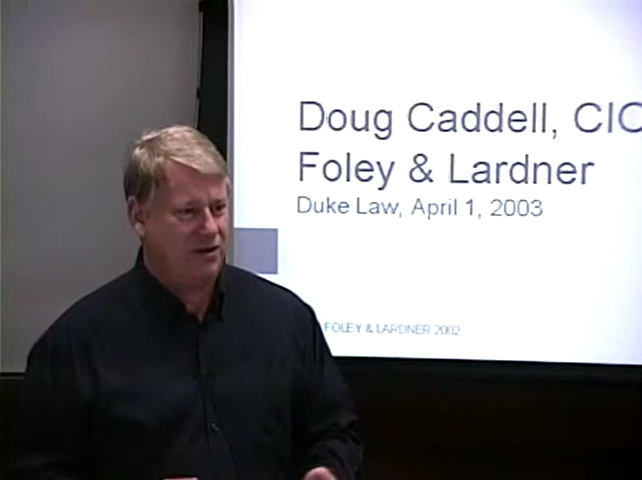 Doug Caddell, CIO
Foley & Lardner
Duke Law, April 1, 2003
FOLEY & LARDNER 2002